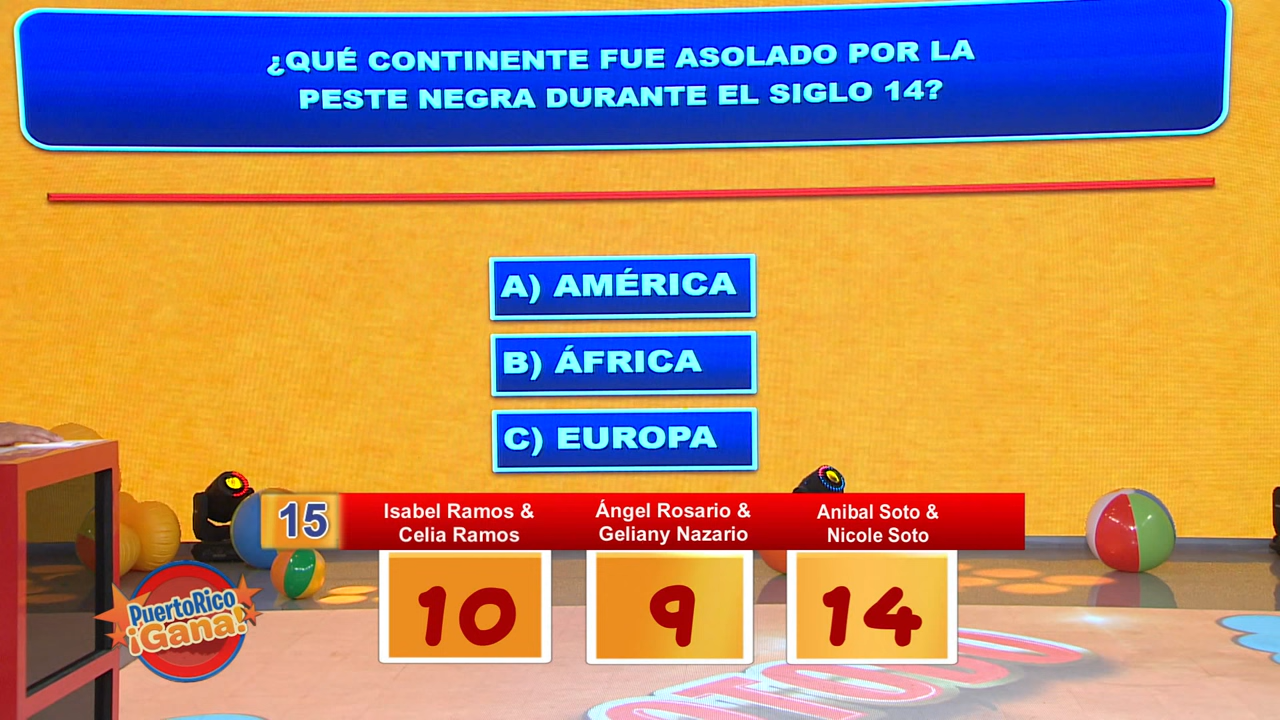 ¿QUÉ CONTINENTE FUE ASOLADO POR LA
PESTE NEGRA DURANTE EL SIGLO 14?
A) AMÉRICA
B) ÁFRICA
C) EUROPA
15
Isabel Ramos &
Celia Ramos
Ángel Rosario &
Geliany Nazario
Anibal Soto &
Nicole Soto
10
9
14
PuertoRico
¡Gana!